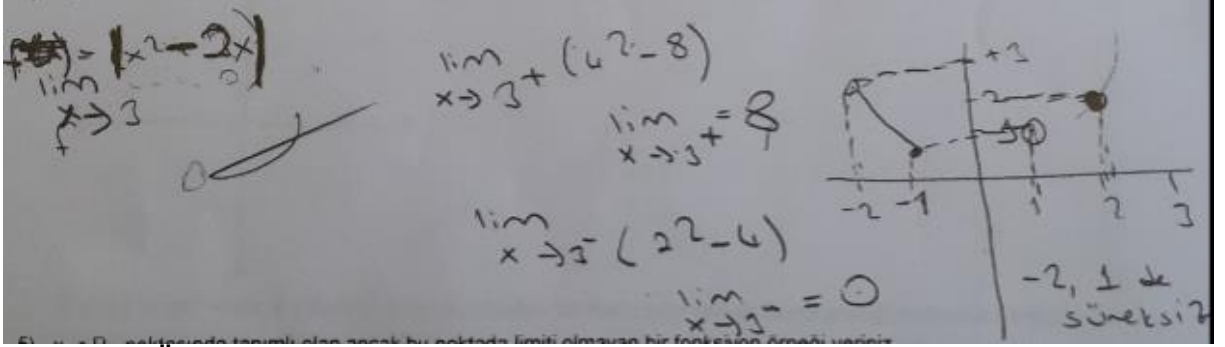 f(x) = |x² - 2x|
lim
x→3
lim x→3⁺ (4² - 8)
lim x→3⁺ = 8
lim x→3⁻ (2² - 4)
lim x→3⁻ = 0
+3
2
-2 -1 1 2 3
-2, 1 de
süreksiz
5) noktasında tanımlı olan ancak bu noktada limiti olmayan bir fonksiyon örneği veriniz